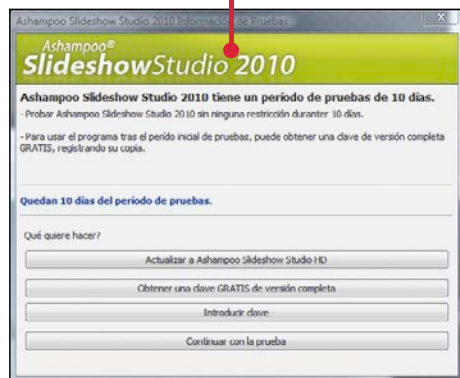 Ashampoo Slideshow Studio 2010 Información de Pruebas
X
Ashampoo®
SlideshowStudio 2010
Ashampoo Slideshow Studio 2010 tiene un período de pruebas de 10 días.
- Probar Ashampoo Slideshow Studio 2010 sin ninguna restricción duranter 10 días.
- Para usar el programa tras el perído inicial de pruebas, puede obtener una clave de versión completa
GRATIS, registrando su copia.
Quedan 10 días del período de pruebas.
Qué quiere hacer?
Actualizar a Ashampoo Slideshow Studio HD
Obtener una clave GRATIS de versión completa
Introducir clave
Continuar con la prueba